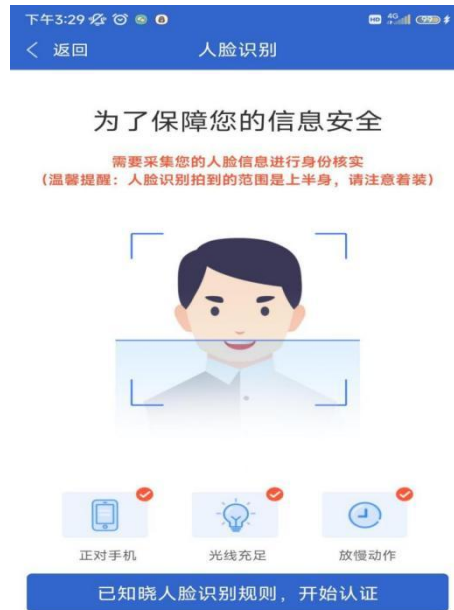 下午3:29
HD 4G 99
返回
人脸识别
为了保障您的信息安全
需要采集您的人脸信息进行身份核实
（温馨提醒：人脸识别拍到的范围是上半身，请注意着装）
正对手机
光线充足
放慢动作
已知晓人脸识别规则，开始认证